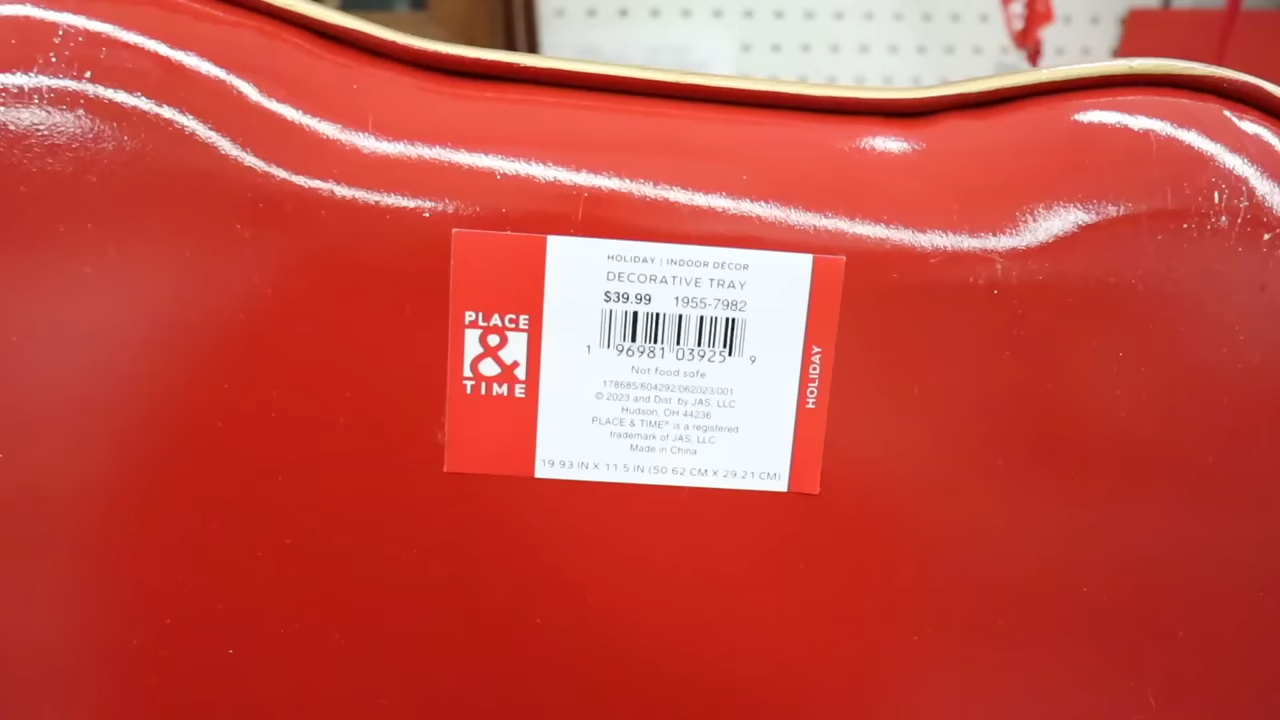 PLACE
&
TIME
HOLIDAY | INDOOR DÉCOR
DECORATIVE TRAY
$39.99 1955-7982
1 96981 03925 9
Not food safe
178685/604292/062023/001
© 2023 and Dist. by JAS, LLC
Hudson, OH 44236
PLACE & TIME® is a registered
trademark of JAS, LLC
Made in China
19.93 IN X 11.5 IN (50.62 CM X 29.21 CM)
HOLIDAY